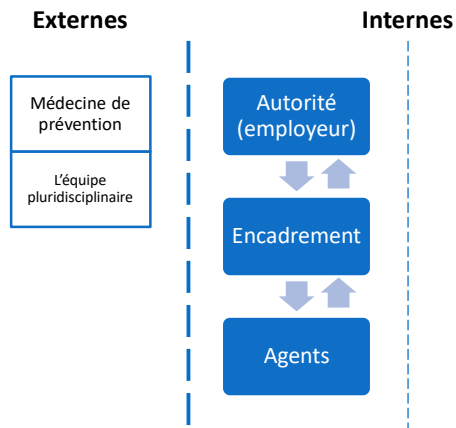 Externes
Internes
Médecine de
prévention
L'équipe
pluridisciplinaire
Autorité
(employeur)
Encadrement
Agents